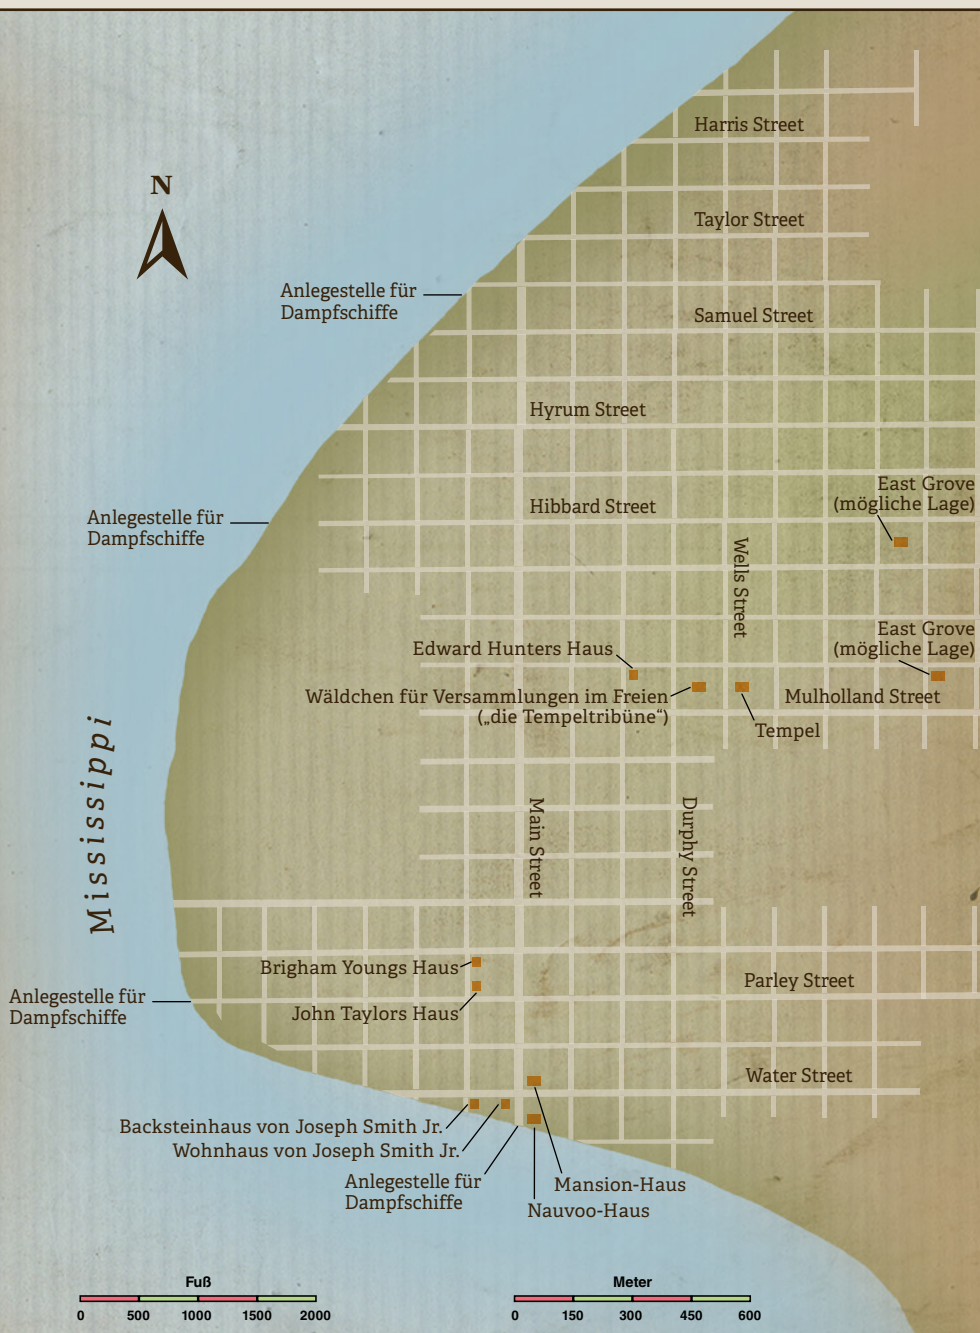 Harris Street
N
Taylor Street
Anlegestelle für
Dampfschiffe
Samuel Street
Hyrum Street
East Grove
(mögliche Lage)
Hibbard Street
Anlegestelle für
Dampfschiffe
Wells Street
East Grove
(mögliche Lage)
Edward Hunters Haus
Wäldchen für Versammlungen im Freien
(„die Tempeltribüne“)
Mulholland Street
Tempel
Mississippi
Main Street
Durphy Street
Brigham Youngs Haus
Parley Street
Anlegestelle für
Dampfschiffe
John Taylors Haus
Water Street
Backsteinhaus von Joseph Smith Jr.
Wohnhaus von Joseph Smith Jr.
Anlegestelle für
Dampfschiffe
Mansion-Haus
Nauvoo-Haus
Fuß
0 500 1000 1500 2000
Meter
0 150 300 450 600